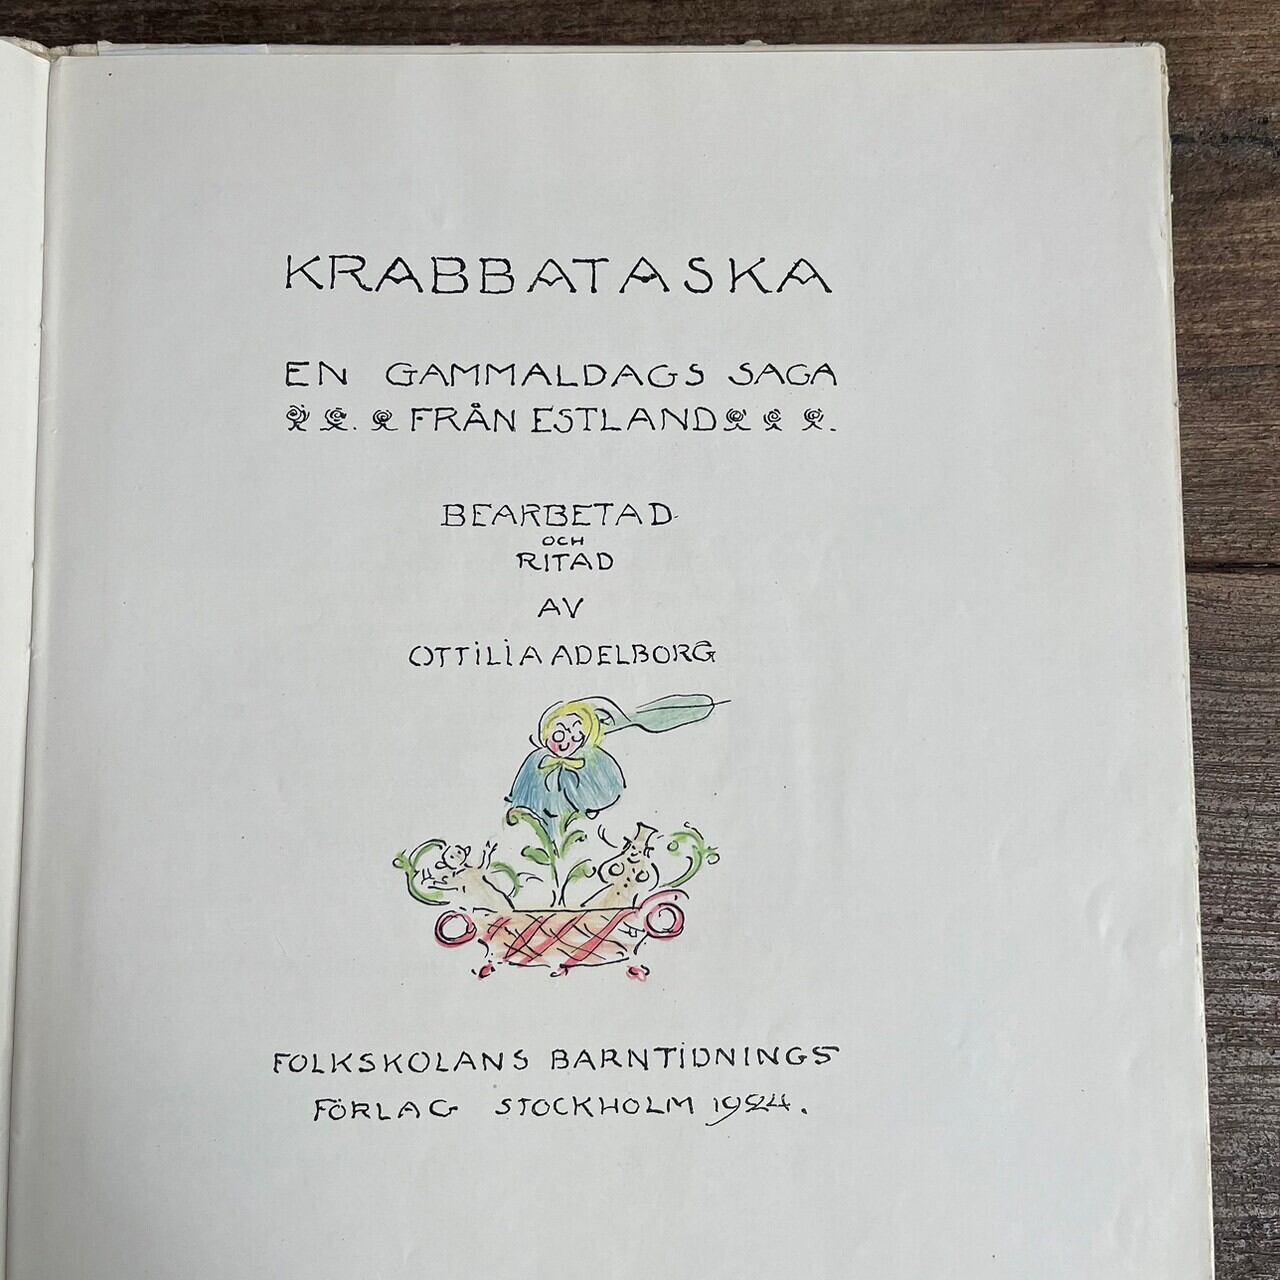 KRABBATASKA
EN GAMMALDAGS SAGA
FRÅN ESTLAND
BEARBETAD
OCH
RITAD
AV
OTTILIA ADELBORG
FOLKSKOLANS BARNTIDNINGS
FÖRLAG STOCKHOLM 1924.